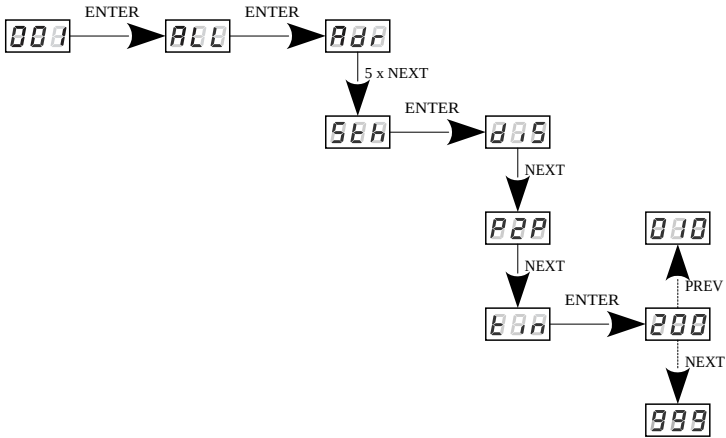 ENTER ENTER
001 ALL Adr
5 x NEXT
ENTER
Sth diS
NEXT
P2P 010
NEXT PREV
ENTER
tin 200
NEXT
999